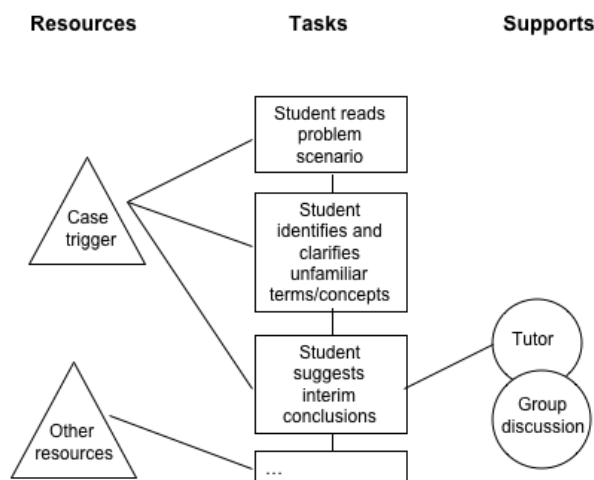 Resources
Tasks
Supports
Student reads
problem
scenario
Case
trigger
Student
identifies and
clarifies
unfamiliar
terms/concepts
Student
suggests
interim
conclusions
Tutor
Group
discussion
Other
resources
...